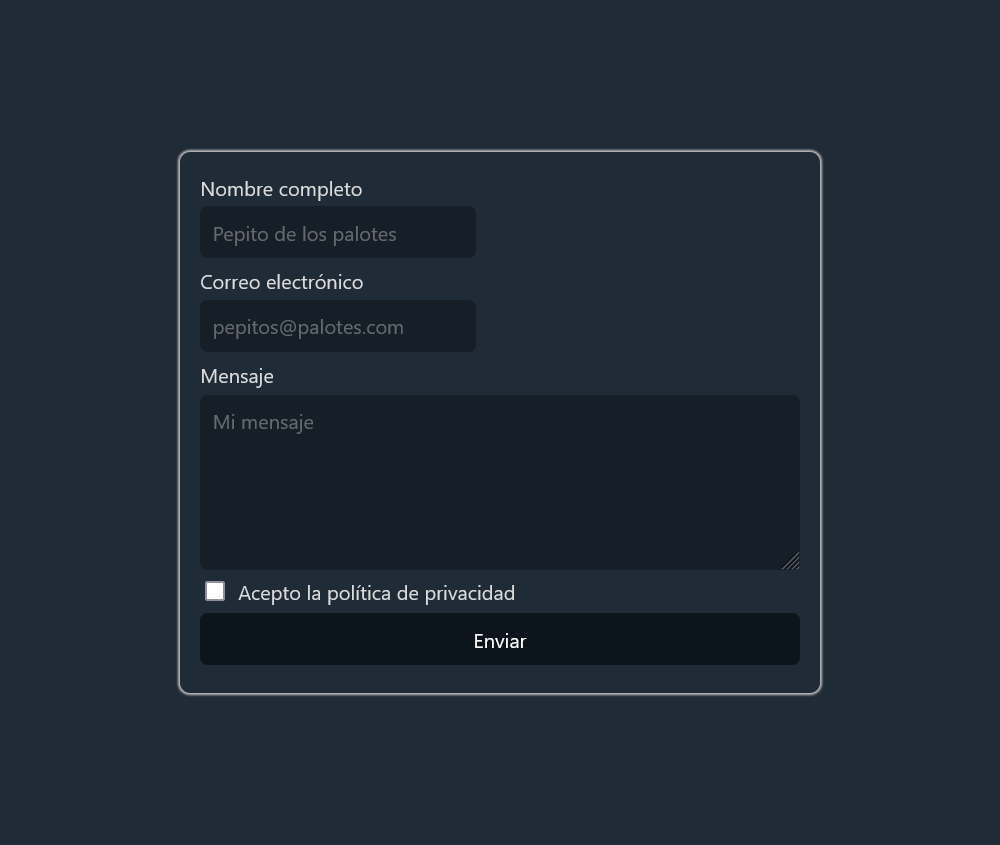 Nombre completo
Pepito de los palotes
Correo electrónico
pepitos@palotes.com
Mensaje
Mi mensaje
Acepto la política de privacidad
Enviar